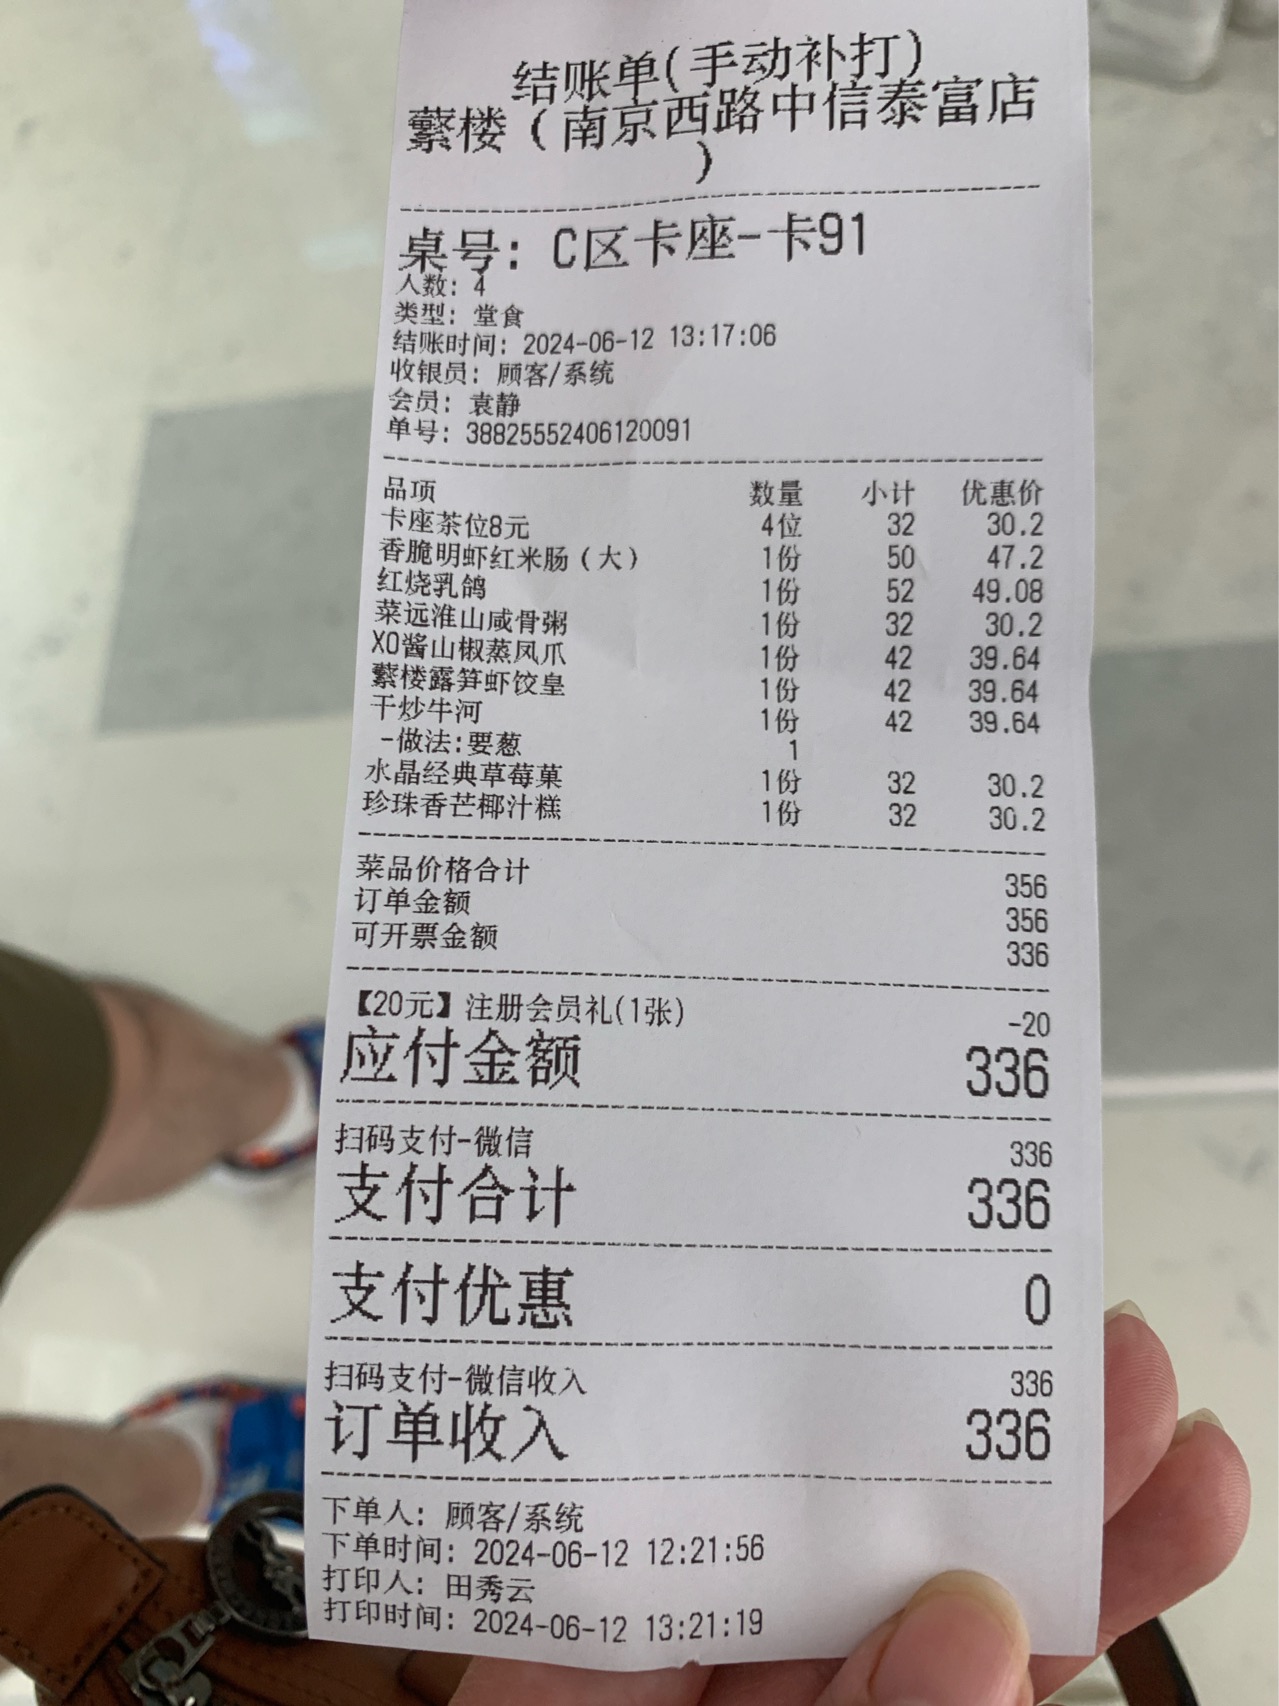 结账单(手动补打)
蘩楼（南京西路中信泰富店
）
桌号: C区卡座-卡91
人数: 4
类型: 堂食
结账时间: 2024-06-12 13:17:06
收银员: 顾客/系统
会员: 袁静
单号: 38825552406120091
品项 数量 小计 优惠价
卡座茶位8元 4位 32 30.2
香脆明虾红米肠（大） 1份 50 47.2
红烧乳鸽 1份 52 49.08
菜远淮山咸骨粥 1份 32 30.2
XO酱山椒蒸凤爪 1份 42 39.64
蘩楼露笋虾饺皇 1份 42 39.64
干炒牛河 1份 42 39.64
-做法:要葱 1
水晶经典草莓菓 1份 32 30.2
珍珠香芒椰汁糕 1份 32 30.2
菜品价格合计 356
订单金额 356
可开票金额 336
【20元】注册会员礼(1张) -20
应付金额 336
扫码支付-微信 336
支付合计 336
支付优惠 0
扫码支付-微信收入 336
订单收入 336
下单人: 顾客/系统
下单时间: 2024-06-12 12:21:56
打印人: 田秀云
打印时间: 2024-06-12 13:21:19